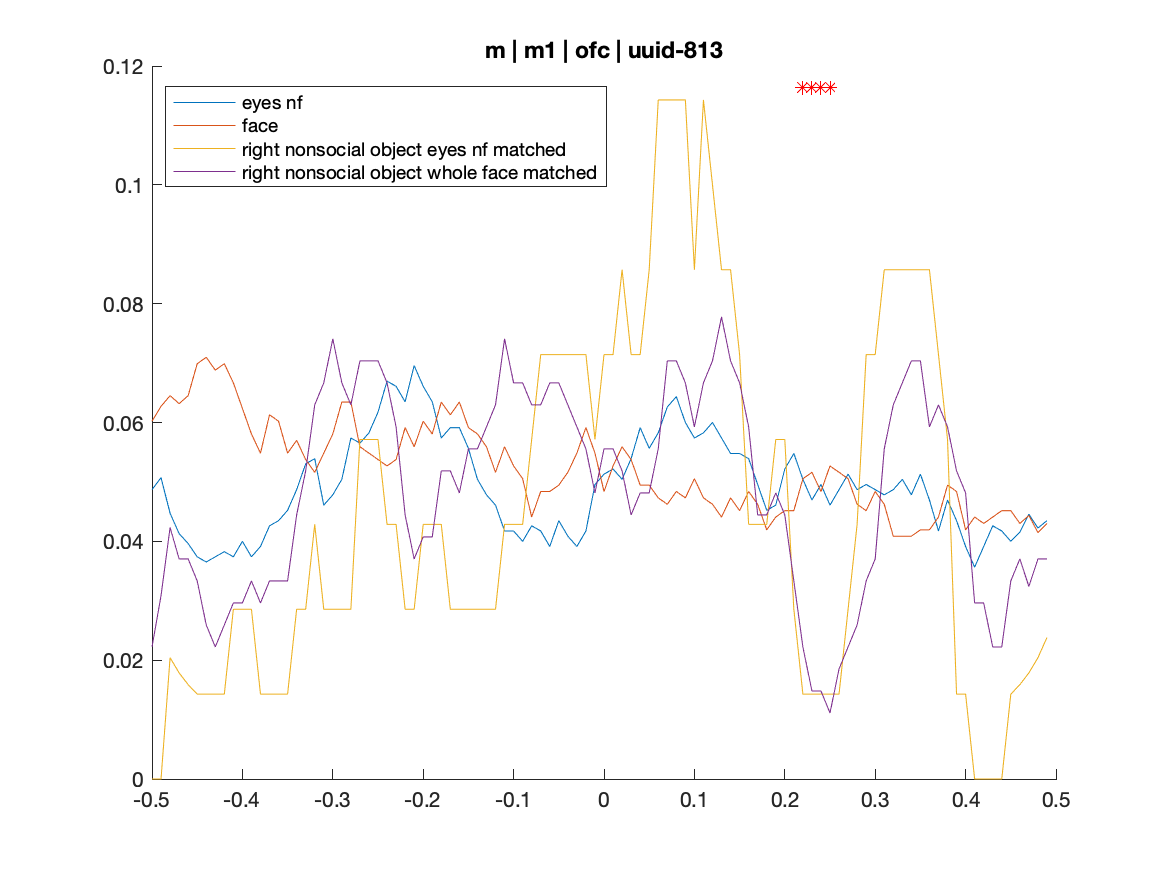 m | m1 | ofc | uuid-813
0.12
0.1
0.08
0.06
0.04
0.02
0
eyes nf
face
right nonsocial object eyes nf matched
right nonsocial object whole face matched
-0.5 -0.4 -0.3 -0.2 -0.1 0 0.1 0.2 0.3 0.4 0.5